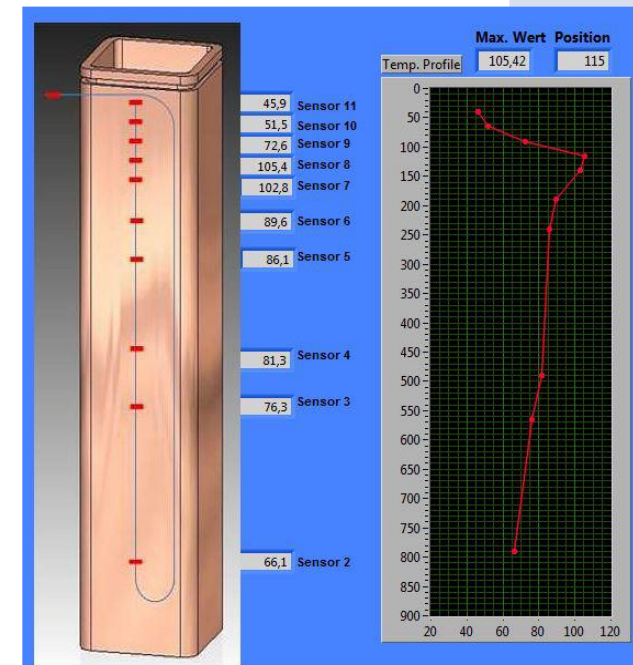 Max. Wert Position
Temp. Profile 105,42 115
45,9 Sensor 11
51,5 Sensor 10
72,6 Sensor 9
105,4 Sensor 8
102,8 Sensor 7
89,6 Sensor 6
86,1 Sensor 5
81,3 Sensor 4
76,3 Sensor 3
66,1 Sensor 2
0
50
100
150
200
250
300
350
400
450
500
550
600
650
700
750
800
850
900
20 40 60 80 100 120